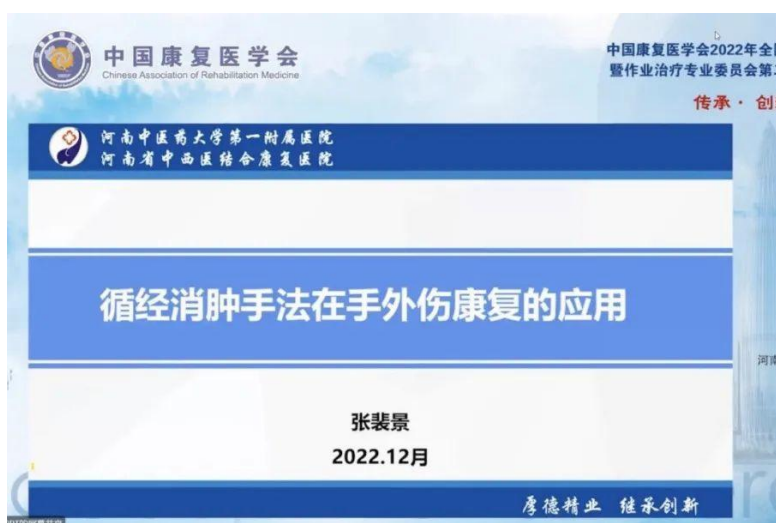 中国康复医学会
Chinese Association of Rehabilitation Medicine
中国康复医学会2022年全
暨作业治疗专业委员会第
传承 · 创
河南中医药大学第一附属医院
河南省中西医结合康复医院
循经消肿手法在手外伤康复的应用
河南
张裴景
2022.12月
厚德精业 继承创新